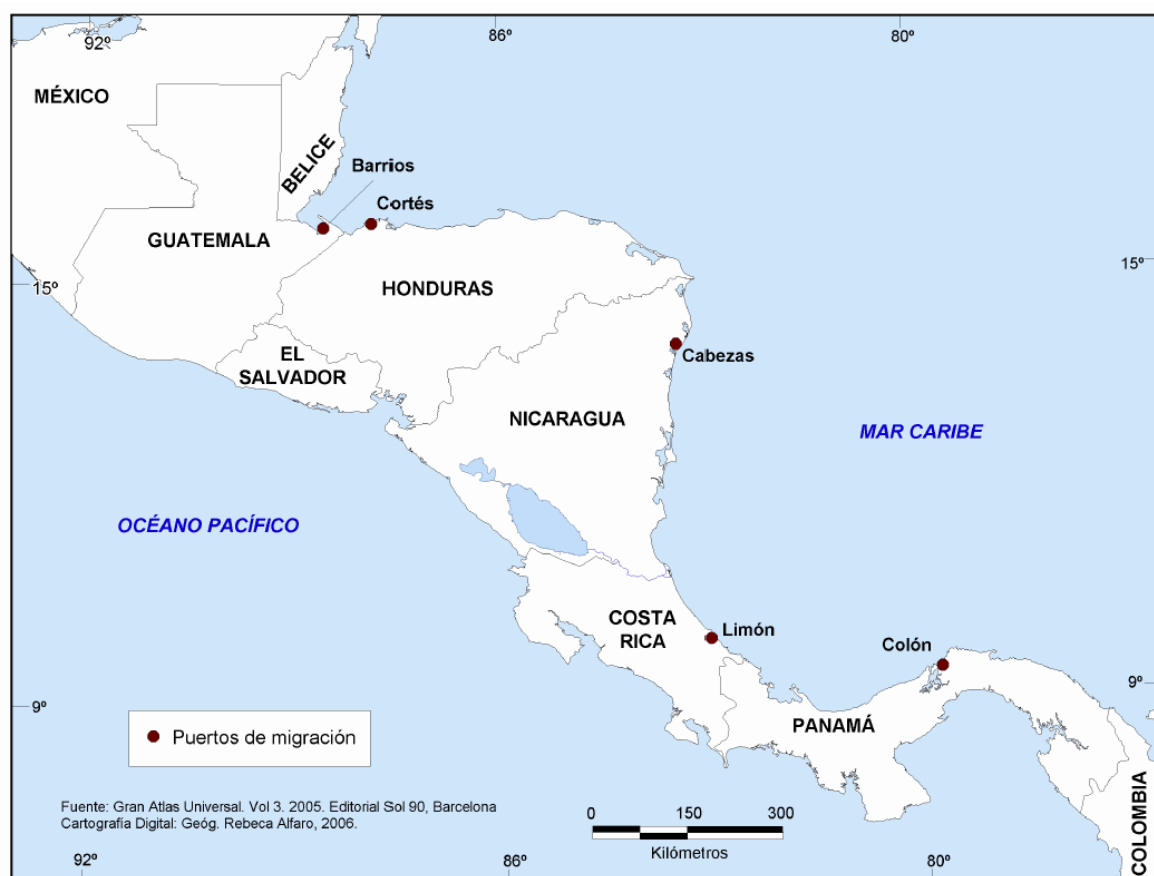 92º
86º
80º
MÉXICO
BELICE
Barrios
Cortés
GUATEMALA
15º
HONDURAS
15º
EL
SALVADOR
Cabezas
NICARAGUA
MAR CARIBE
OCÉANO PACÍFICO
COSTA
RICA
Limón
Colón
9º
9º
PANAMÁ
Puertos de migración
COLOMBIA
Fuente: Gran Atlas Universal. Vol 3. 2005. Editorial Sol 90, Barcelona
Cartografía Digital: Geóg. Rebeca Alfaro, 2006.
0 150 300
Kilómetros
92º
86º
80º